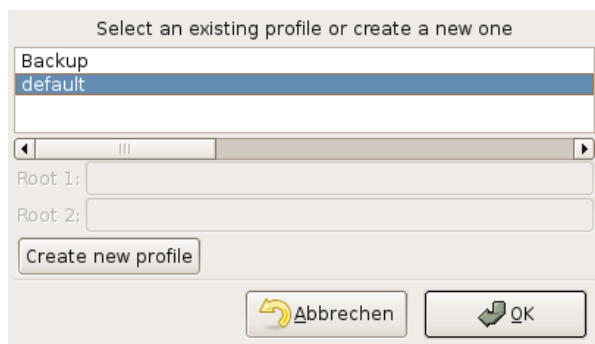 Select an existing profile or create a new one
Backup
default
Root 1:
Root 2:
Create new profile
Abbrechen
OK